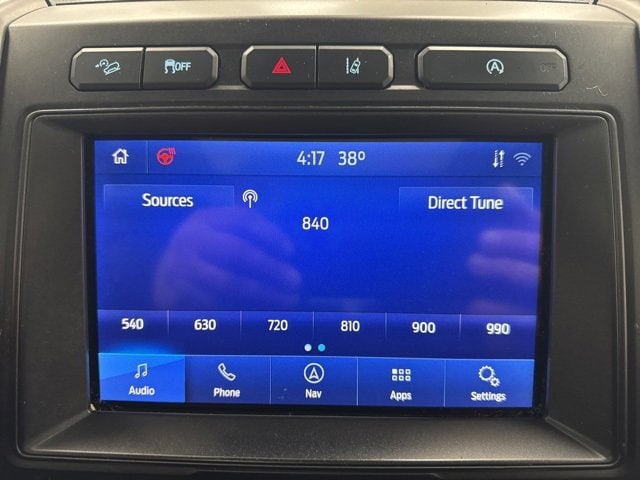 OFF
A OFF
4:17 38°
Sources
Direct Tune
840
540 630 720 810 900 990
Audio Phone Nav Apps Settings